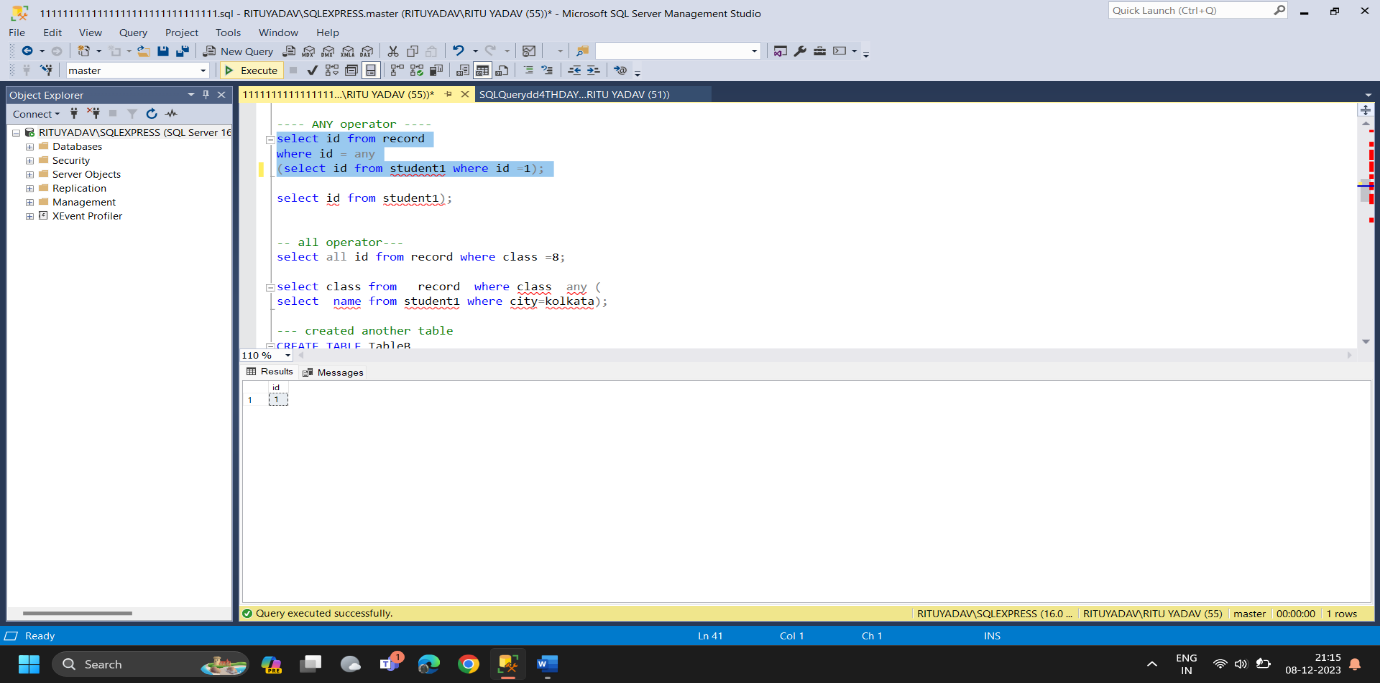 11111111111111111111111111111111.sql - RITUYADAV\SQLEXPRESS.master (RITUYADAV\RITU YADAV (55))* - Microsoft SQL Server Management Studio
Quick Launch (Ctrl+Q)
File Edit View Query Project Tools Window Help
New Query
MDX DMX XMLA DAX
master
Execute
Object Explorer
1111111111111111...\RITU YADAV (55))*
SQLQuerydd4THDAY...RITU YADAV (51))
Connect
RITUYADAV\SQLEXPRESS (SQL Server 16
Databases
Security
Server Objects
Replication
Management
XEvent Profiler
---- ANY operator ----
select id from record
where id = any
(select id from student1 where id =1);
select id from student1);
-- all operator---
select all id from record where class =8;
select class from record where class any (
select name from student1 where city=kolkata);
--- created another table
CREATE TABLE TableB
110 %
Results Messages
id
1 1
Query executed successfully.
RITUYADAV\SQLEXPRESS (16.0 ... RITUYADAV\RITU YADAV (55) master 00:00:00 1 rows
Ready
Ln 41 Col 1 Ch 1 INS
Search
PRE
1
ENG
IN
21:15
08-12-2023